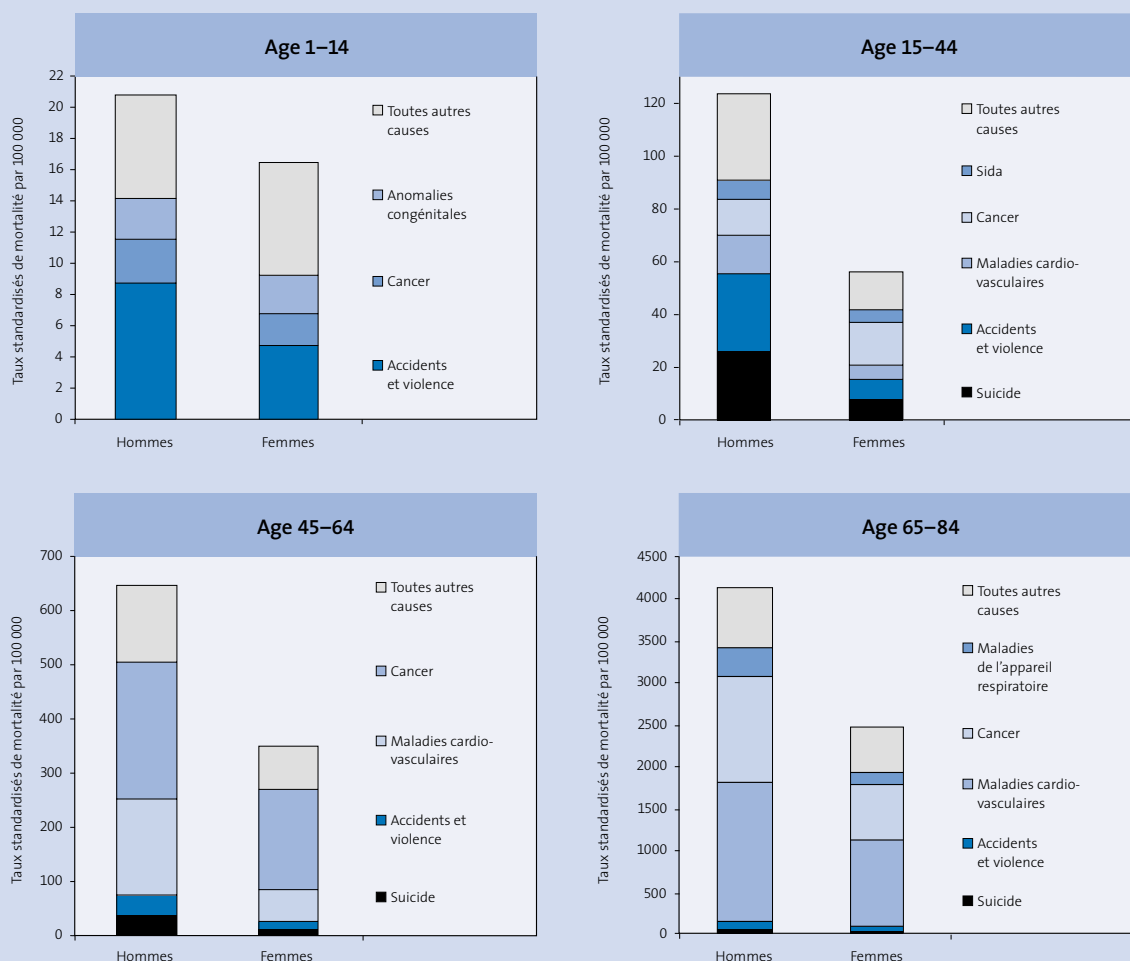 Age 1–14
Taux standardisés de mortalité par 100 000
22
20
18
16
14
12
10
8
6
4
2
0
Hommes
Femmes
Toutes autres
causes
Anomalies
congénitales
Cancer
Accidents
et violence
Age 15–44
Taux standardisés de mortalité par 100 000
120
100
80
60
40
20
0
Hommes
Femmes
Toutes autres
causes
Sida
Cancer
Maladies cardio-
vasculaires
Accidents
et violence
Suicide
Age 45–64
Taux standardisés de mortalité par 100 000
700
600
500
400
300
200
100
0
Hommes
Femmes
Toutes autres
causes
Cancer
Maladies cardio-
vasculaires
Accidents et
violence
Suicide
Age 65–84
Taux standardisés de mortalité par 100 000
4500
4000
3500
3000
2500
2000
1500
1000
500
0
Hommes
Femmes
Toutes autres
causes
Maladies
de l'appareil
respiratoire
Cancer
Maladies cardio-
vasculaires
Accidents
et violence
Suicide